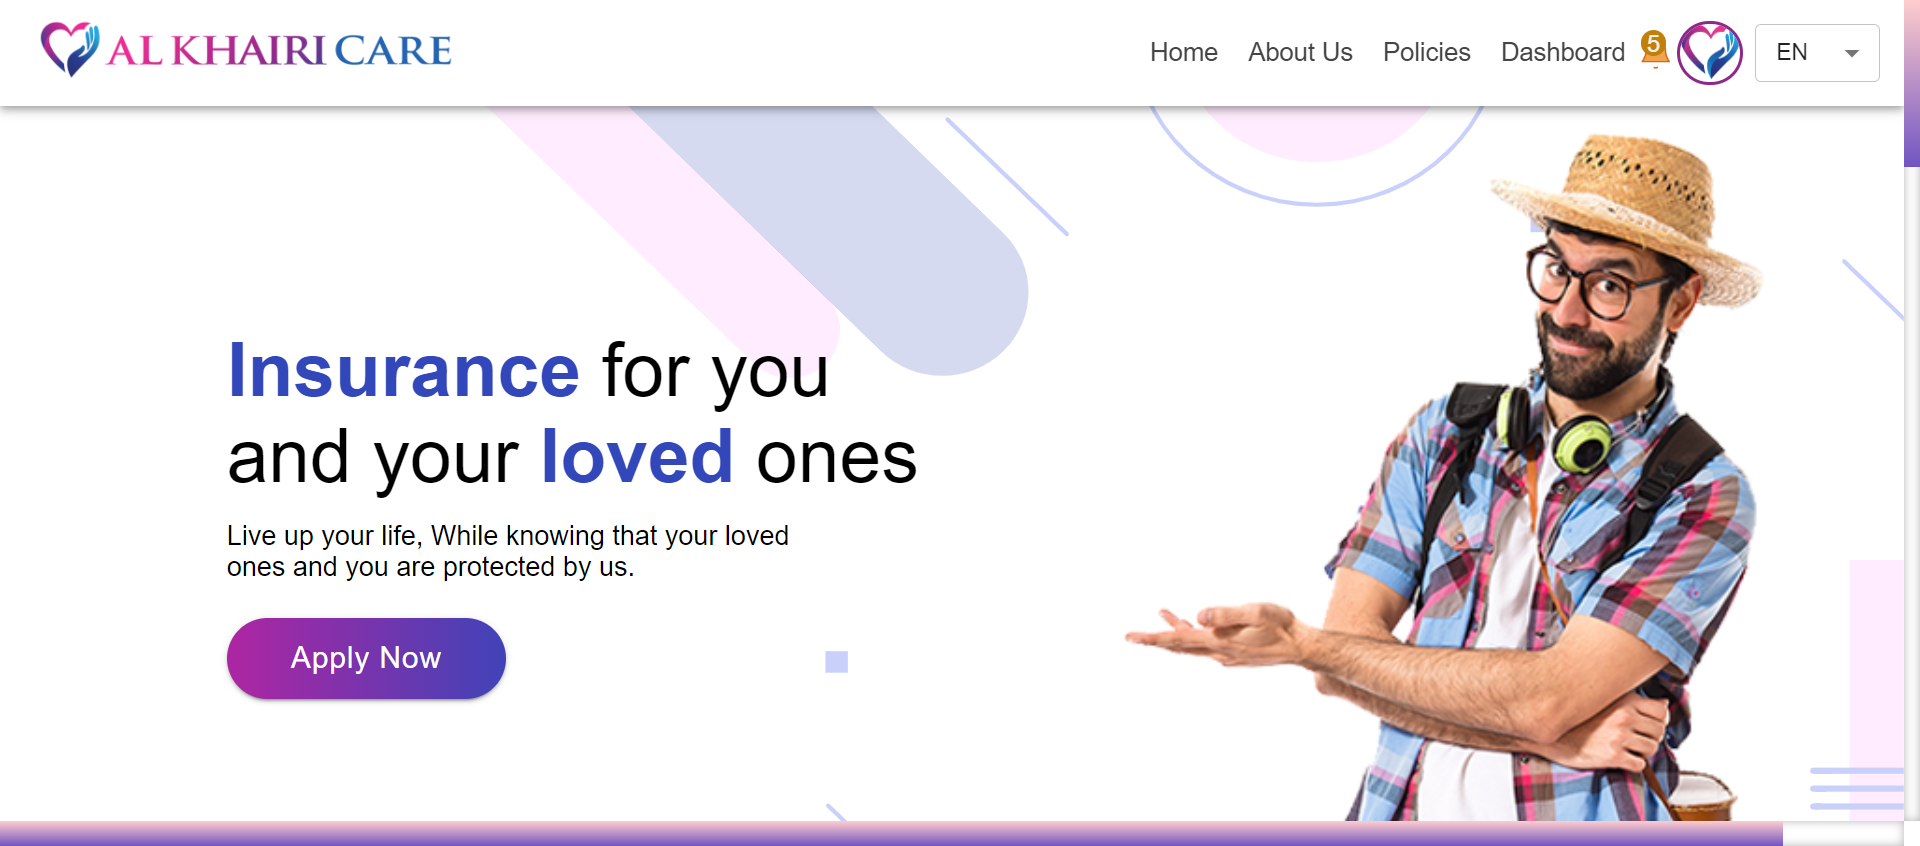 AL KHAIRI CARE
Home About Us Policies Dashboard 5 EN
Insurance for you
and your loved ones
Live up your life, While knowing that your loved
ones and you are protected by us.
Apply Now